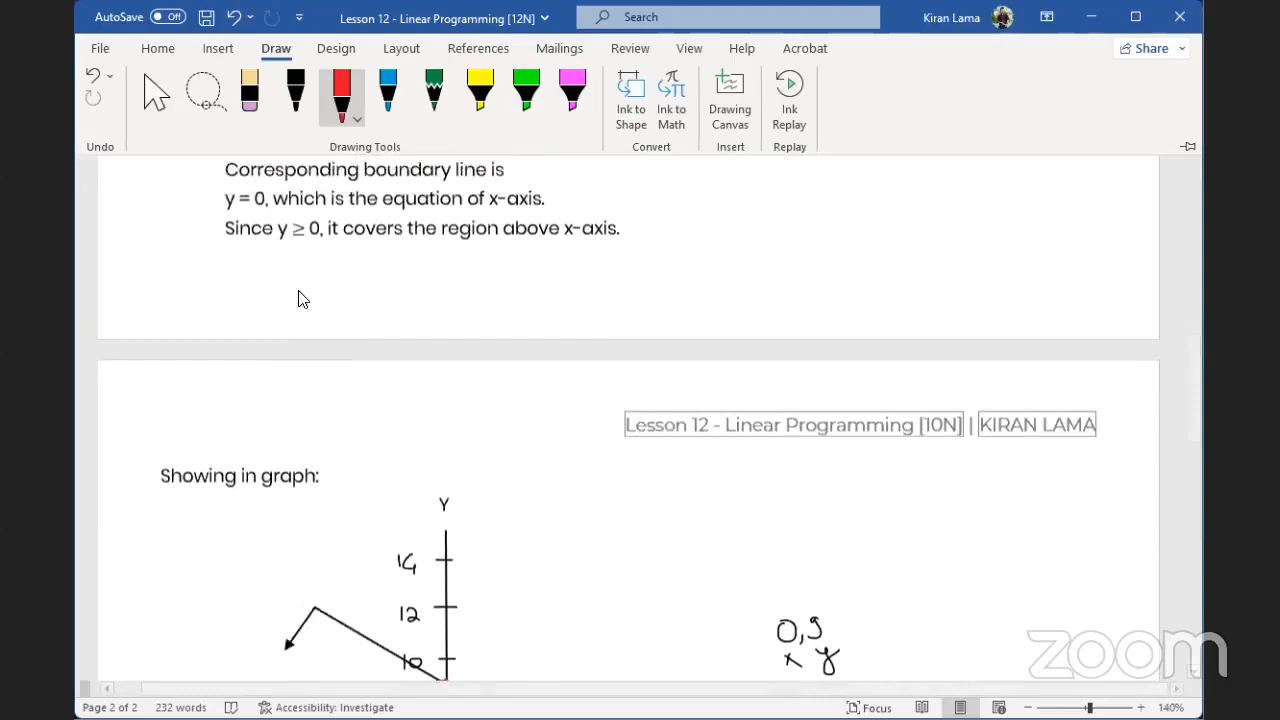 AutoSave Off Lesson 12 - Linear Programming [12N] Search Kiran Lama
File Home Insert Draw Design Layout References Mailings Review View Help Acrobat Share
Ink to Shape Ink to Math Drawing Canvas Ink Replay
Undo Drawing Tools Convert Insert Replay
Corresponding boundary line is
y = 0, which is the equation of x-axis.
Since y ≥ 0, it covers the region above x-axis.
Lesson 12 - Linear Programming [10N] | KIRAN LAMA
Showing in graph:
Y
14
12
10
0,9
x y
zoom
Page 2 of 2 232 words Accessibility: Investigate Focus 140%